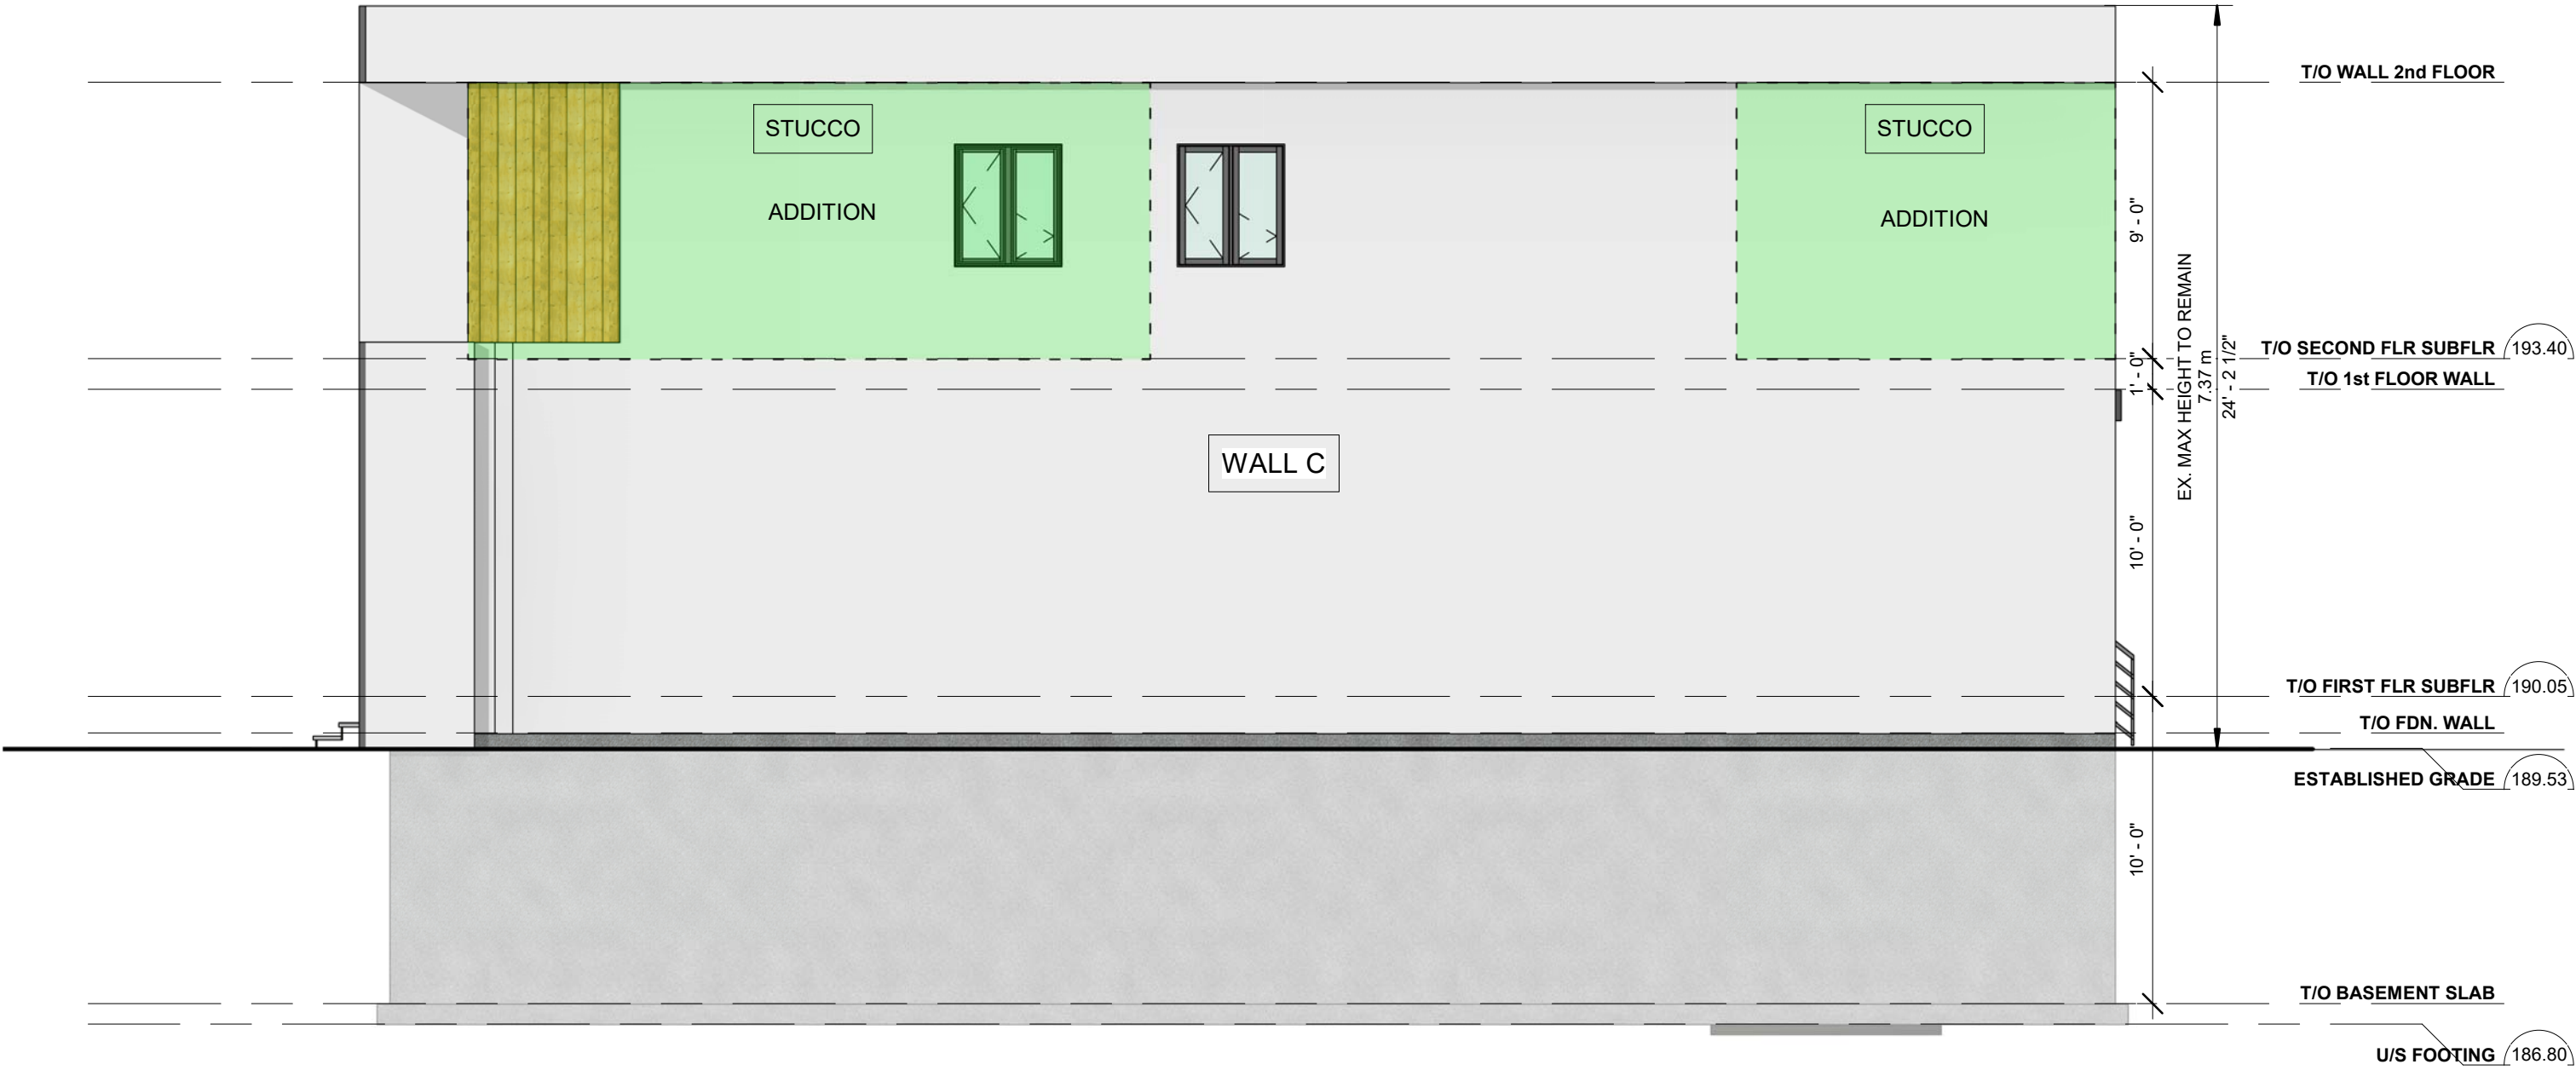 T/O WALL 2nd FLOOR
STUCCO
STUCCO
ADDITION
ADDITION
9' - 0"
EX. MAX HEIGHT TO REMAIN
7.37 m
24' - 2 1/2"
T/O SECOND FLR SUBFLR 193.40
1' - 0"
T/O 1st FLOOR WALL
WALL C
10' - 0"
T/O FIRST FLR SUBFLR 190.05
T/O FDN. WALL
ESTABLISHED GRADE 189.53
10' - 0"
T/O BASEMENT SLAB
U/S FOOTING 186.80